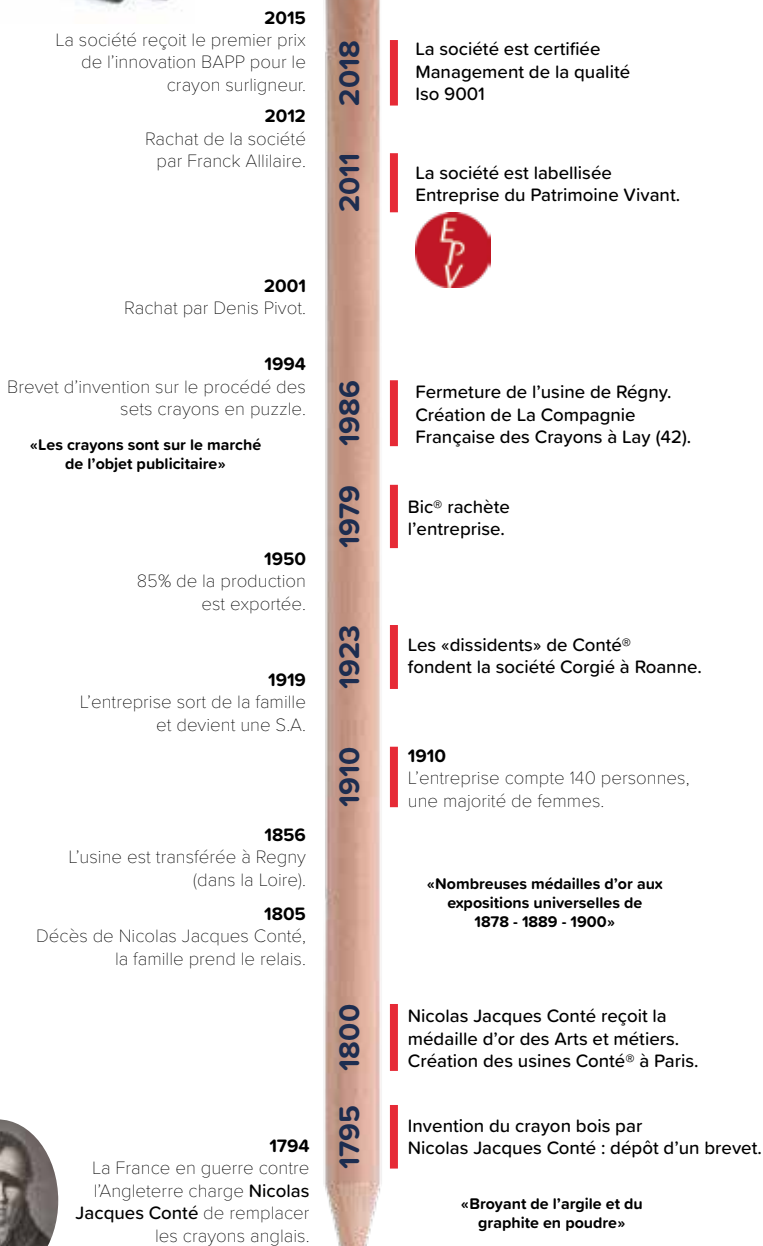 2015
La société reçoit le premier prix
de l'innovation BAPP pour le
crayon surligneur.
2018
La société est certifiée
Management de la qualité
Iso 9001
2012
Rachat de la société
par Franck Allilaire.
2011
La société est labellisée
Entreprise du Patrimoine Vivant.
EPV
2001
Rachat par Denis Pivot.
1994
Brevet d'invention sur le procédé des
sets crayons en puzzle.
«Les crayons sont sur le marché
de l'objet publicitaire»
1986
Fermeture de l'usine de Régny.
Création de La Compagnie
Française des Crayons à Lay (42).
1979
Bic® rachète
l'entreprise.
1950
85% de la production
est exportée.
1923
Les «dissidents» de Conté®
fondent la société Corgié à Roanne.
1919
L'entreprise sort de la famille
et devient une S.A.
1910
1910
L'entreprise compte 140 personnes,
une majorité de femmes.
1856
L'usine est transférée à Regny
(dans la Loire).
«Nombreuses médailles d'or aux
expositions universelles de
1878 - 1889 - 1900»
1805
Décès de Nicolas Jacques Conté,
la famille prend le relais.
1800
Nicolas Jacques Conté reçoit la
médaille d'or des Arts et métiers.
Création des usines Conté® à Paris.
1795
Invention du crayon bois par
Nicolas Jacques Conté : dépôt d'un brevet.
«Broyant de l'argile et du
graphite en poudre»
1794
La France en guerre contre
l'Angleterre charge Nicolas
Jacques Conté de remplacer
les crayons anglais.